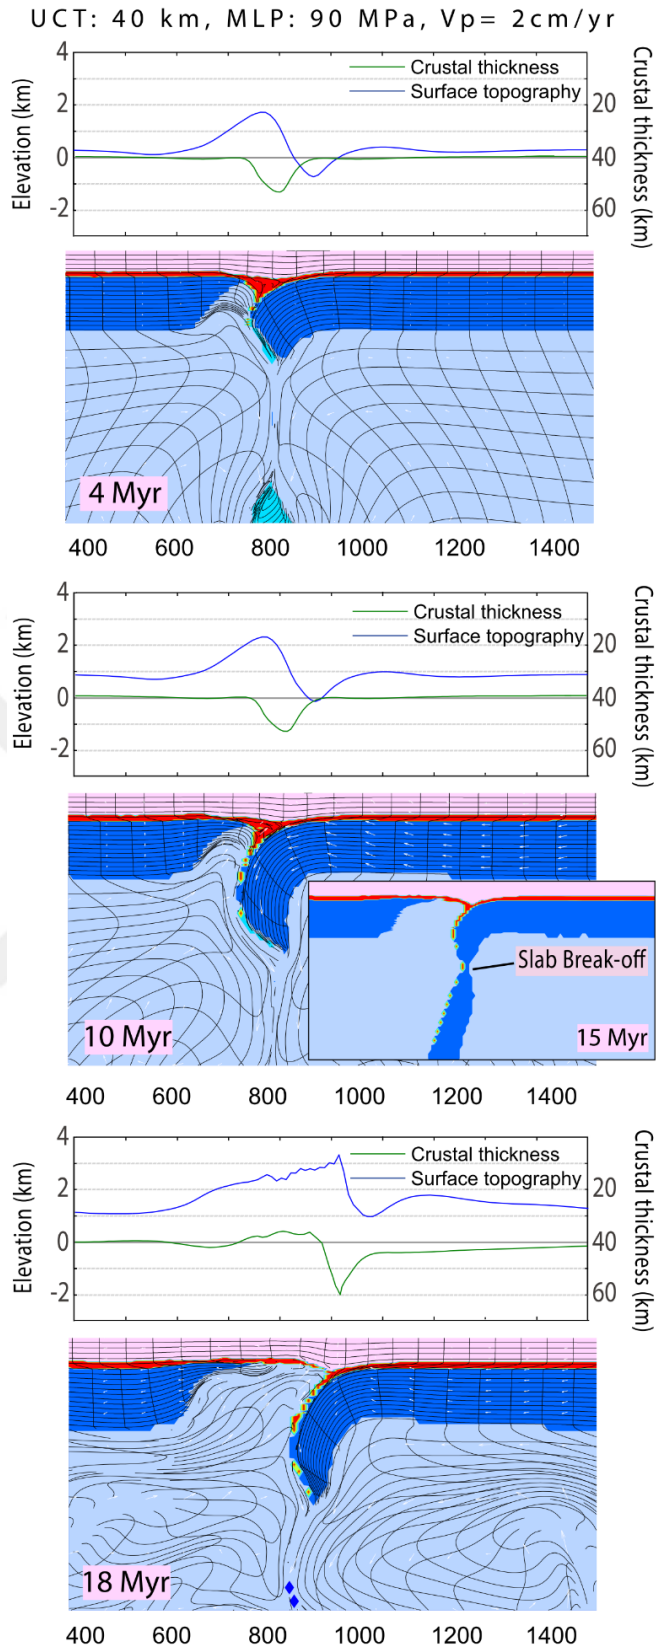 UCT: 40 km, MLP: 90 MPa, Vp= 2cm/yr
4
2
0
-2
Elevation (km)
Crustal thickness
Surface topography
20
40
60
Crustal thickness (km)
4 Myr
400 600 800 1000 1200 1400
4
2
0
-2
Elevation (km)
Crustal thickness
Surface topography
20
40
60
Crustal thickness (km)
10 Myr
Slab Break-off
15 Myr
400 600 800 1000 1200 1400
4
2
0
-2
Elevation (km)
Crustal thickness
Surface topography
20
40
60
Crustal thickness (km)
18 Myr
400 600 800 1000 1200 1400